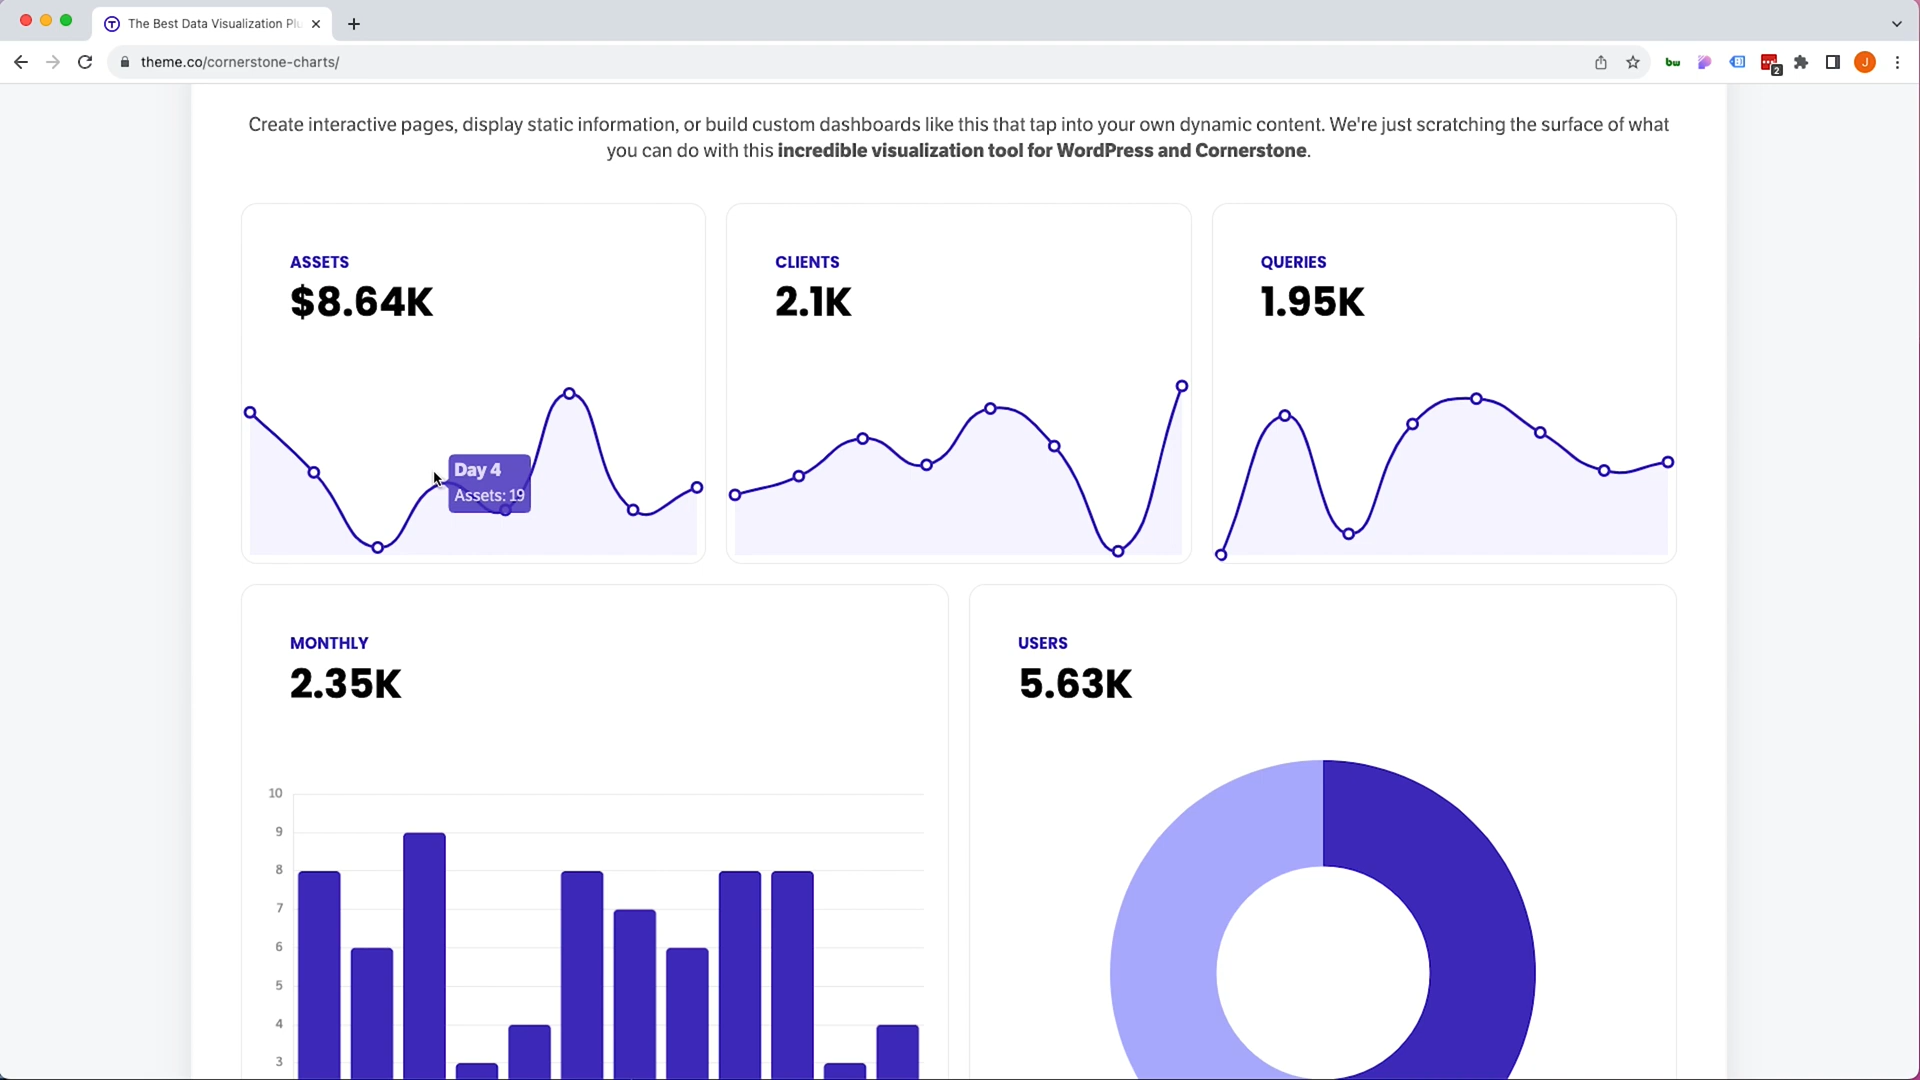 The Best Data Visualization Plu
theme.co/cornerstone-charts/
bw
2
J
Create interactive pages, display static information, or build custom dashboards like this that tap into your own dynamic content. We're just scratching the surface of what
you can do with this incredible visualization tool for WordPress and Cornerstone.
ASSETS
$8.64K
Day 4
Assets: 19
CLIENTS
2.1K
QUERIES
1.95K
MONTHLY
2.35K
10
9
8
7
6
5
4
3
USERS
5.63K